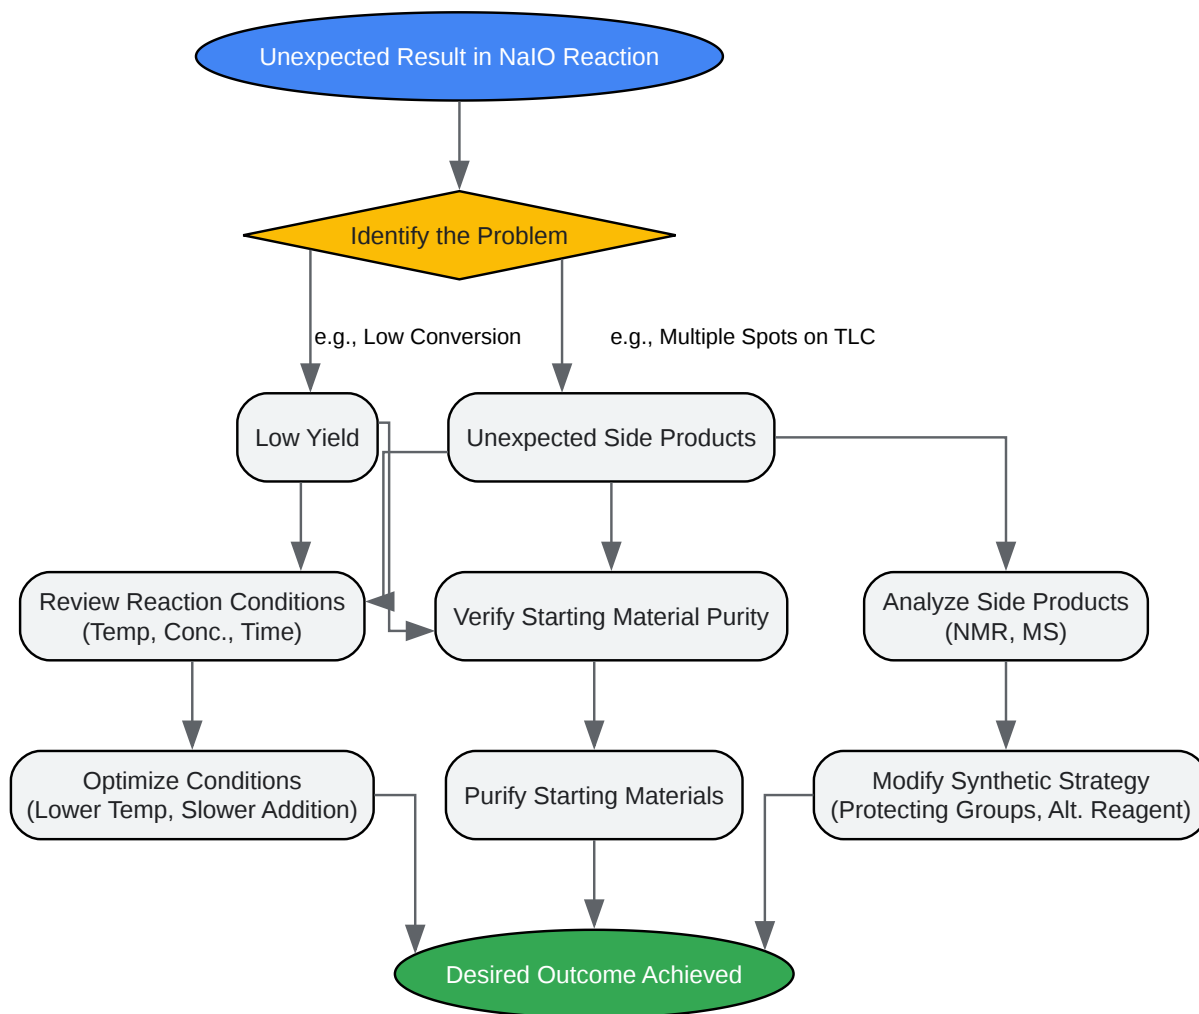 Unexpected Result in NaIO Reaction
Identify the Problem
e.g., Low Conversion
e.g., Multiple Spots on TLC
Low Yield
Unexpected Side Products
Review Reaction Conditions
(Temp, Conc., Time)
Verify Starting Material Purity
Analyze Side Products
(NMR, MS)
Optimize Conditions
(Lower Temp, Slower Addition)
Purify Starting Materials
Modify Synthetic Strategy
(Protecting Groups, Alt. Reagent)
Desired Outcome Achieved